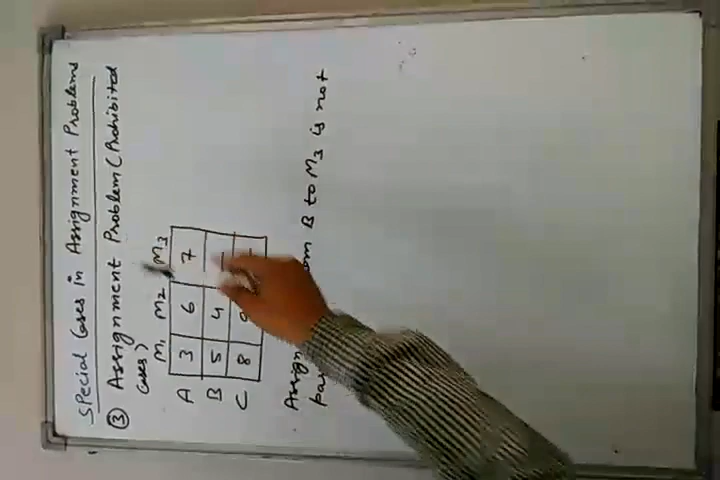 Special Cases in Assignment Problems
③ Assignment Problem (Prohibited
Cases)
M₁ M₂ M₃
A 3 6 7
B 5 4 -
C 8
B to M₃ is not